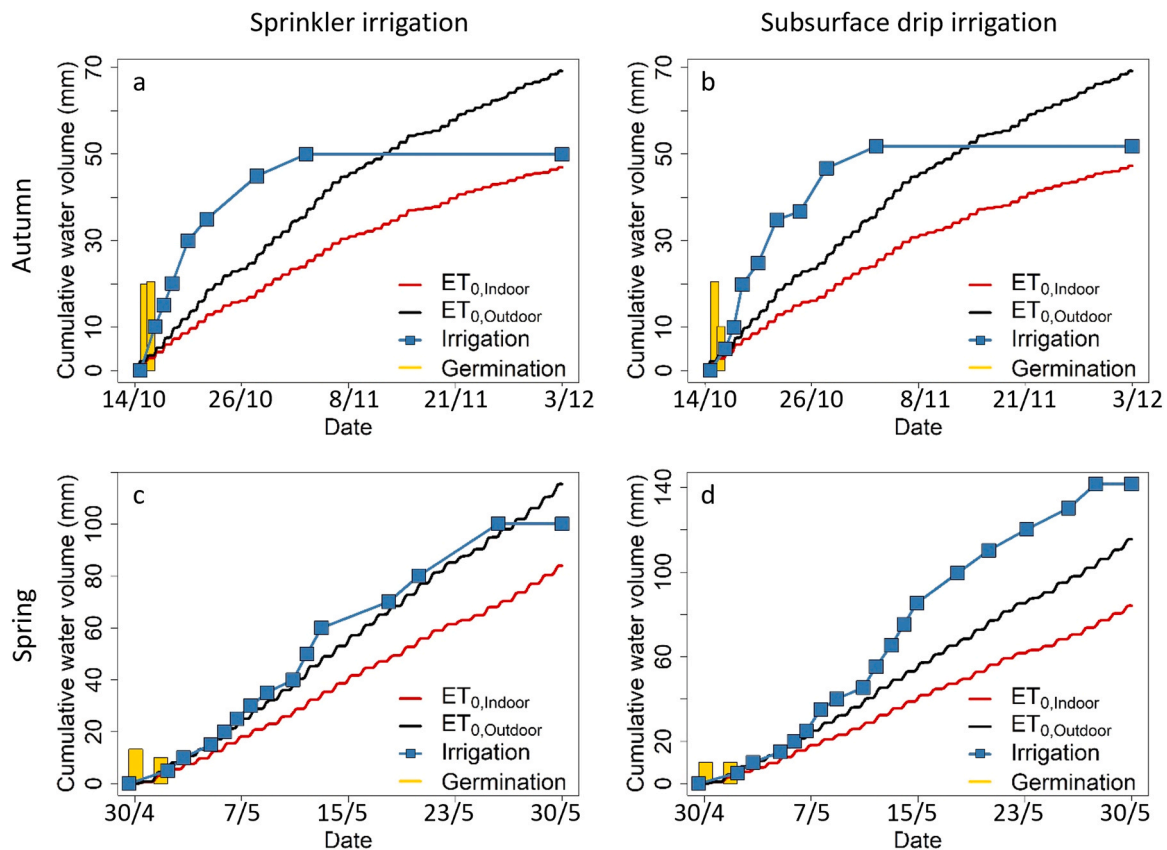 Sprinkler irrigation
Subsurface drip irrigation
Autumn
Spring
a
Cumulative water volume (mm)
0 10 30 50 70
ET0,Indoor
ET0,Outdoor
Irrigation
Germination
14/10 26/10 8/11 21/11 3/12
Date
b
Cumulative water volume (mm)
0 10 30 50 70
ET0,Indoor
ET0,Outdoor
Irrigation
Germination
14/10 26/10 8/11 21/11 3/12
Date
c
Cumulative water volume (mm)
0 20 40 60 80 100
ET0,Indoor
ET0,Outdoor
Irrigation
Germination
30/4 7/5 15/5 23/5 30/5
Date
d
Cumulative water volume (mm)
0 20 60 100 140
ET0,Indoor
ET0,Outdoor
Irrigation
Germination
30/4 7/5 15/5 23/5 30/5
Date